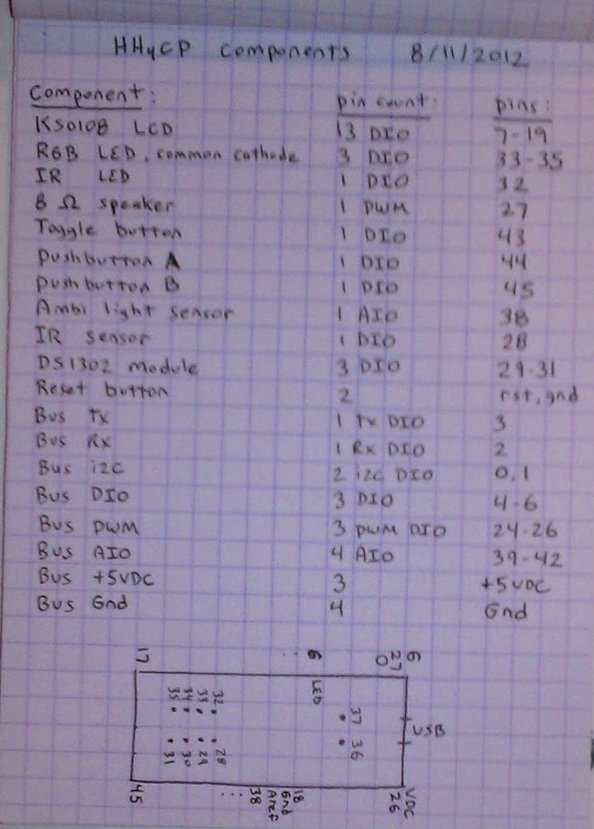 HHyCP components 8/11/2012
Component: pin count: pins:
KS0108 LCD 13 DIO 7-19
RGB LED, common cathode 3 DIO 33-35
IR LED 1 DIO 32
8 Ω speaker 1 PWM 27
Toggle button 1 DIO 43
Pushbutton A 1 DIO 44
Pushbutton B 1 DIO 45
Ambi light sensor 1 AIO 38
IR sensor 1 DIO 28
DS1302 module 3 DIO 29-31
Reset button 2 rst, gnd
Bus Tx 1 Tx DIO 3
Bus Rx 1 Rx DIO 2
Bus i2c 2 i2c DIO 0,1
Bus DIO 3 DIO 4-6
Bus PWM 3 pwm DIO 24-26
Bus AIO 4 AIO 39-42
Bus +5VDC 3 +5VDC
Bus Gnd 4 Gnd
17 : 6 0 27 G
35 34 33 32 LED 37
USB
31 30 29 28 36
45 : 38 Aref Gnd 18 26 VDC